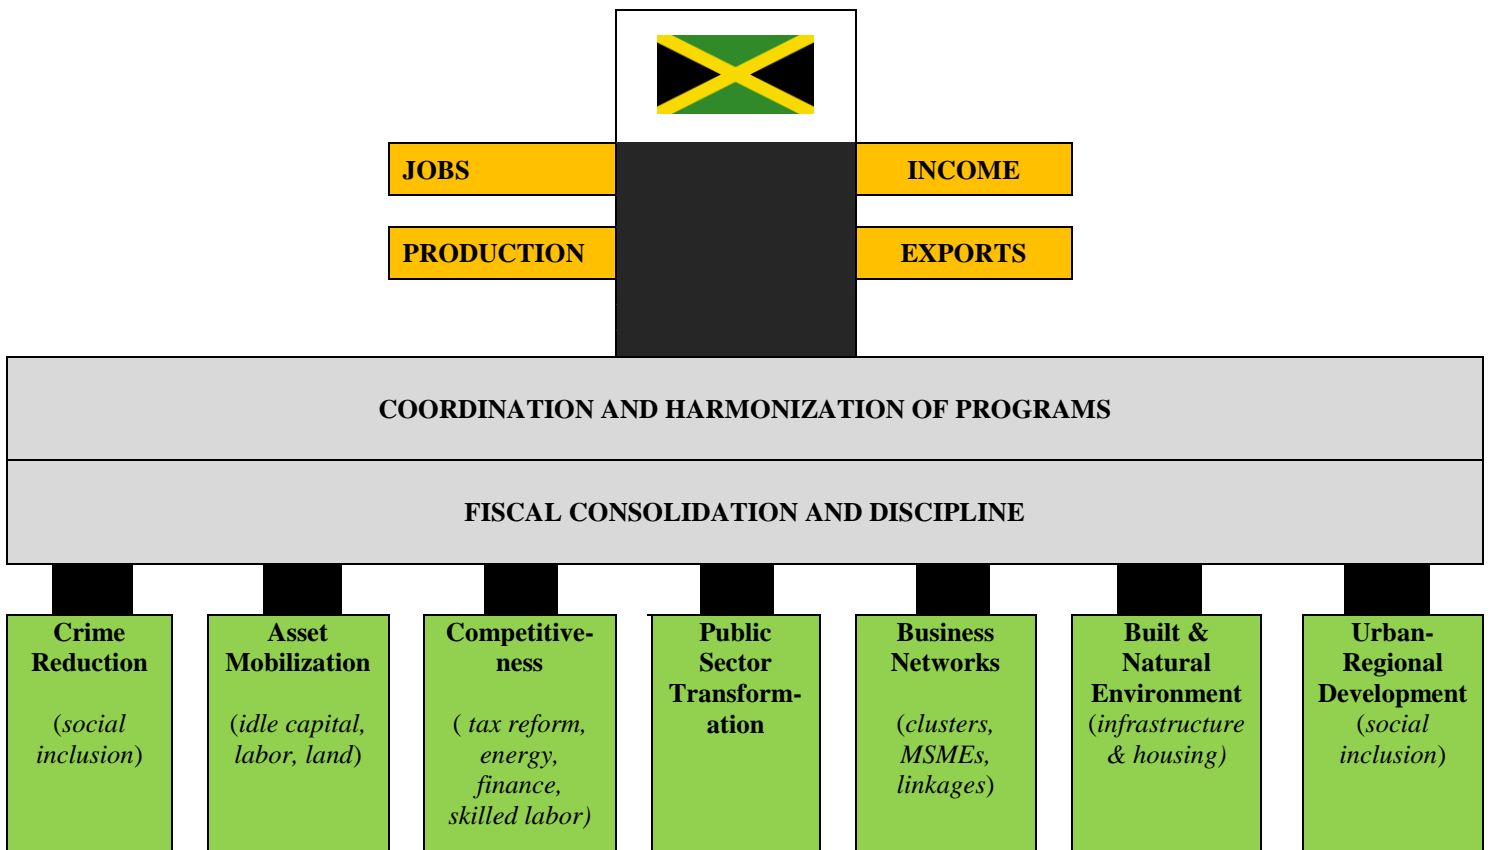 JOBS
INCOME
PRODUCTION
EXPORTS
COORDINATION AND HARMONIZATION OF PROGRAMS
FISCAL CONSOLIDATION AND DISCIPLINE
Crime
Reduction
(social
inclusion)
Asset
Mobilization
(idle capital,
labor, land)
Competitive-
ness
( tax reform,
energy,
finance,
skilled labor)
Public
Sector
Transform-
ation
Business
Networks
(clusters,
MSMEs,
linkages)
Built &
Natural
Environment
(infrastructure
& housing)
Urban-
Regional
Development
(social
inclusion)